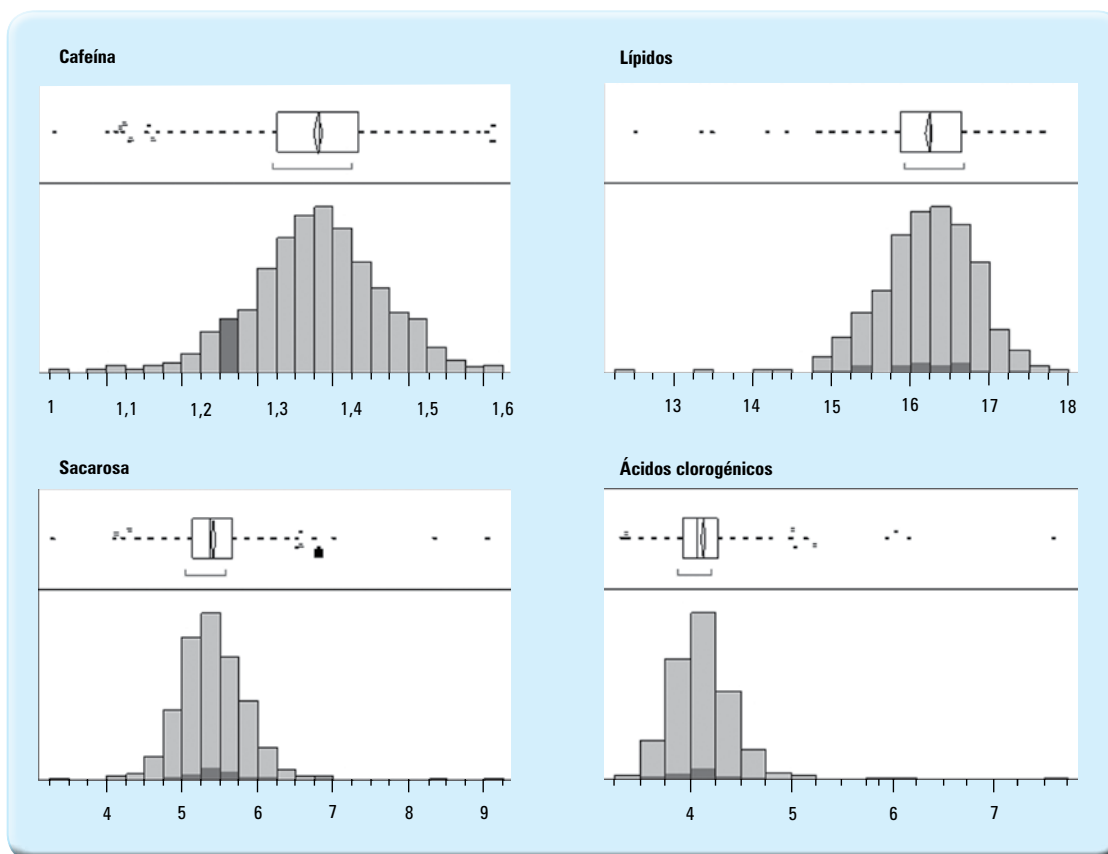 Cafeína
Lípidos
1 1,1 1,2 1,3 1,4 1,5 1,6
13 14 15 16 17 18
Sacarosa
Ácidos clorogénicos
4 5 6 7 8 9
4 5 6 7